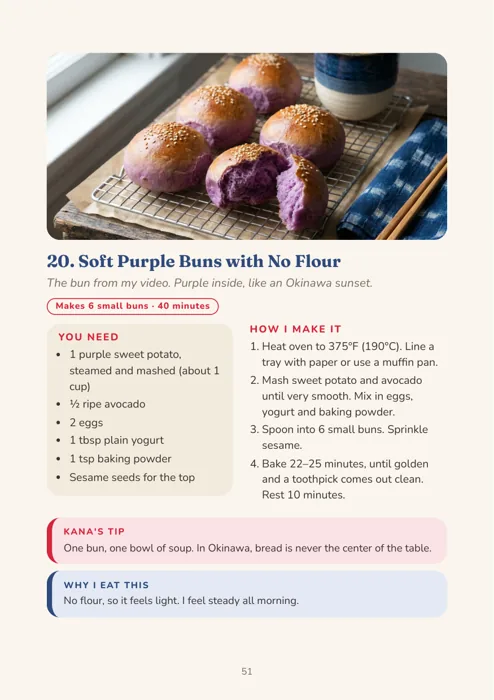 20. Soft Purple Buns with No Flour
The bun from my video. Purple inside, like an Okinawa sunset.
Makes 6 small buns · 40 minutes
YOU NEED
• 1 purple sweet potato,
steamed and mashed (about 1
cup)
• ½ ripe avocado
• 2 eggs
• 1 tbsp plain yogurt
• 1 tsp baking powder
• Sesame seeds for the top
HOW I MAKE IT
1. Heat oven to 375°F (190°C). Line a
tray with paper or use a muffin pan.
2. Mash sweet potato and avocado
until very smooth. Mix in eggs,
yogurt and baking powder.
3. Spoon into 6 small buns. Sprinkle
sesame.
4. Bake 22–25 minutes, until golden
and a toothpick comes out clean.
Rest 10 minutes.
KANA'S TIP
One bun, one bowl of soup. In Okinawa, bread is never the center of the table.
WHY I EAT THIS
No flour, so it feels light. I feel steady all morning.
51